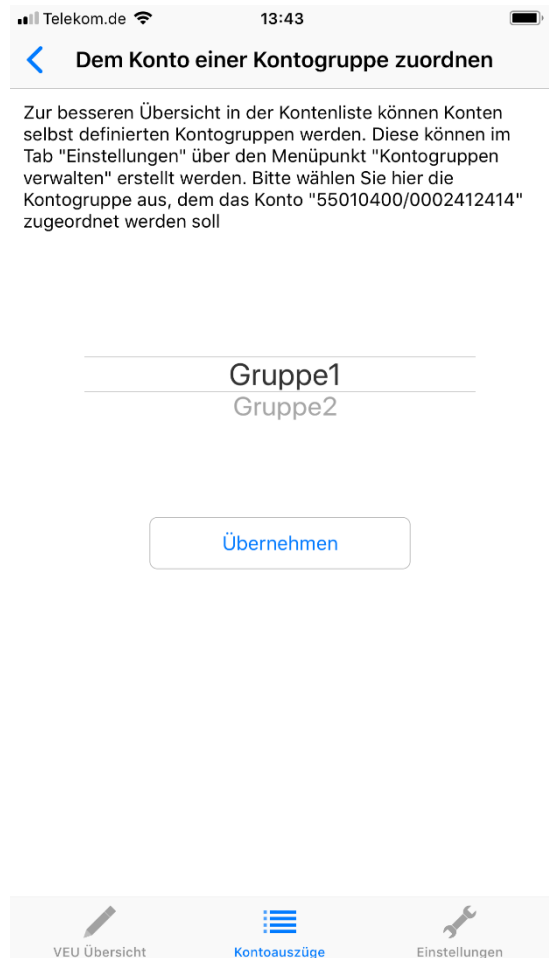 Telekom.de 13:43
Dem Konto einer Kontogruppe zuordnen
Zur besseren Übersicht in der Kontenliste können Konten
selbst definierten Kontogruppen werden. Diese können im
Tab "Einstellungen" über den Menüpunkt "Kontogruppen
verwalten" erstellt werden. Bitte wählen Sie hier die
Kontogruppe aus, dem das Konto "55010400/0002412414"
zugeordnet werden soll
Gruppe1
Gruppe2
Übernehmen
VEU Übersicht Kontoauszüge Einstellungen